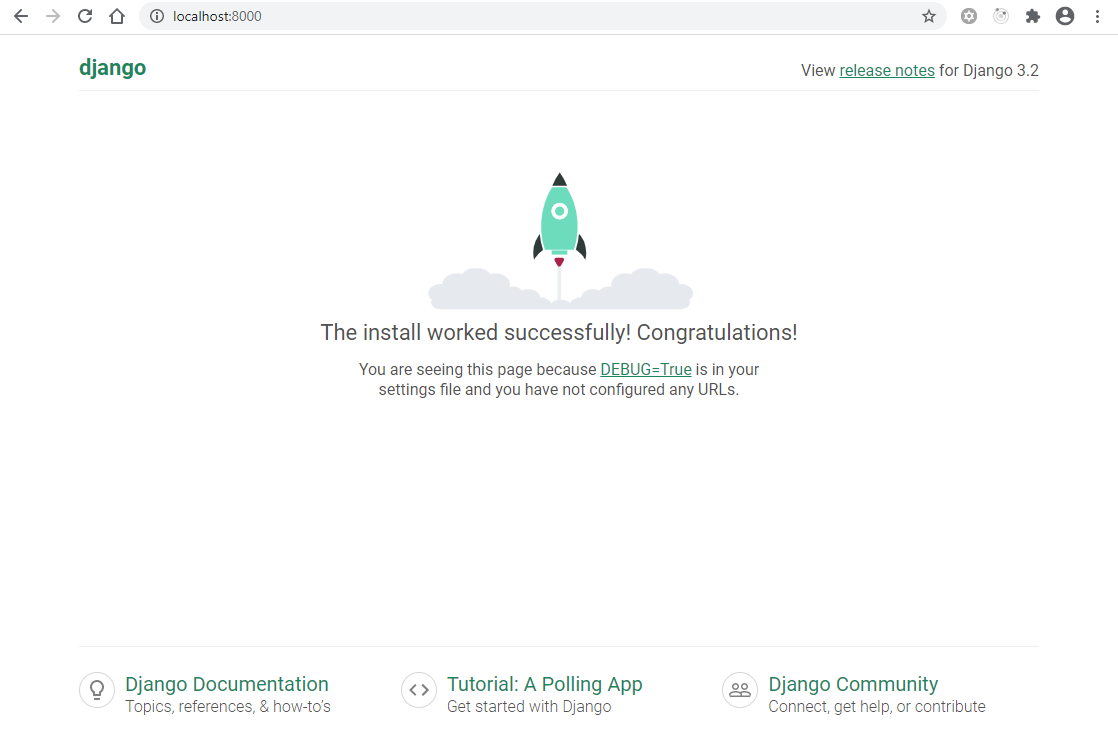 localhost:8000
django
View release notes for Django 3.2
The install worked successfully! Congratulations!
You are seeing this page because DEBUG=True is in your
settings file and you have not configured any URLs.
Django Documentation
Topics, references, & how-to's
Tutorial: A Polling App
Get started with Django
Django Community
Connect, get help, or contribute